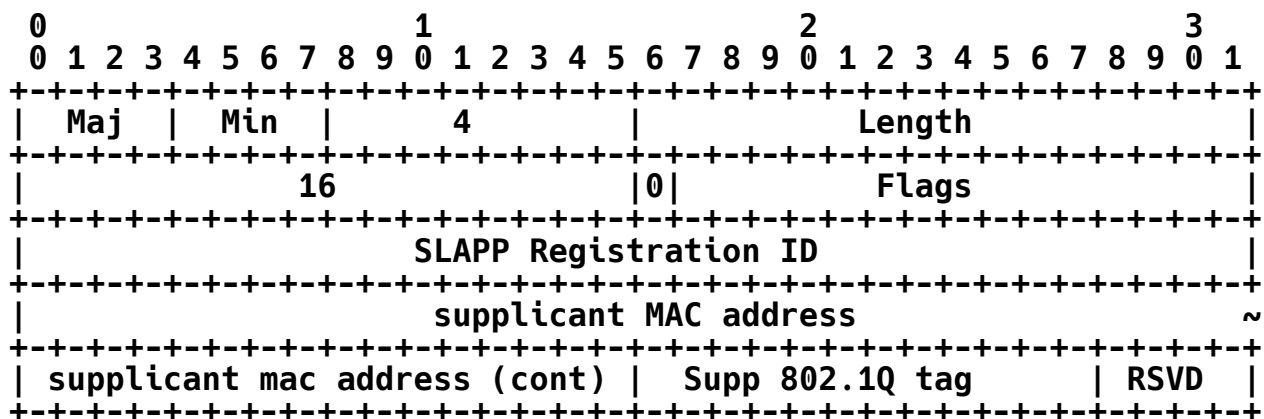 0                   1                   2                   3
 0 1 2 3 4 5 6 7 8 9 0 1 2 3 4 5 6 7 8 9 0 1 2 3 4 5 6 7 8 9 0 1
+-+-+-+-+-+-+-+-+-+-+-+-+-+-+-+-+-+-+-+-+-+-+-+-+-+-+-+-+-+-+-+-+
|  Maj  |  Min  |      4        |           Length              |
+-+-+-+-+-+-+-+-+-+-+-+-+-+-+-+-+-+-+-+-+-+-+-+-+-+-+-+-+-+-+-+-+
|              16               |0|          Flags              |
+-+-+-+-+-+-+-+-+-+-+-+-+-+-+-+-+-+-+-+-+-+-+-+-+-+-+-+-+-+-+-+-+
|                    SLAPP Registration ID                      |
+-+-+-+-+-+-+-+-+-+-+-+-+-+-+-+-+-+-+-+-+-+-+-+-+-+-+-+-+-+-+-+-+
|                     supplicant MAC address                    ~
+-+-+-+-+-+-+-+-+-+-+-+-+-+-+-+-+-+-+-+-+-+-+-+-+-+-+-+-+-+-+-+-+
| supplicant mac address (cont) |  Supp 802.1Q tag      | RSVD  |
+-+-+-+-+-+-+-+-+-+-+-+-+-+-+-+-+-+-+-+-+-+-+-+-+-+-+-+-+-+-+-+-+